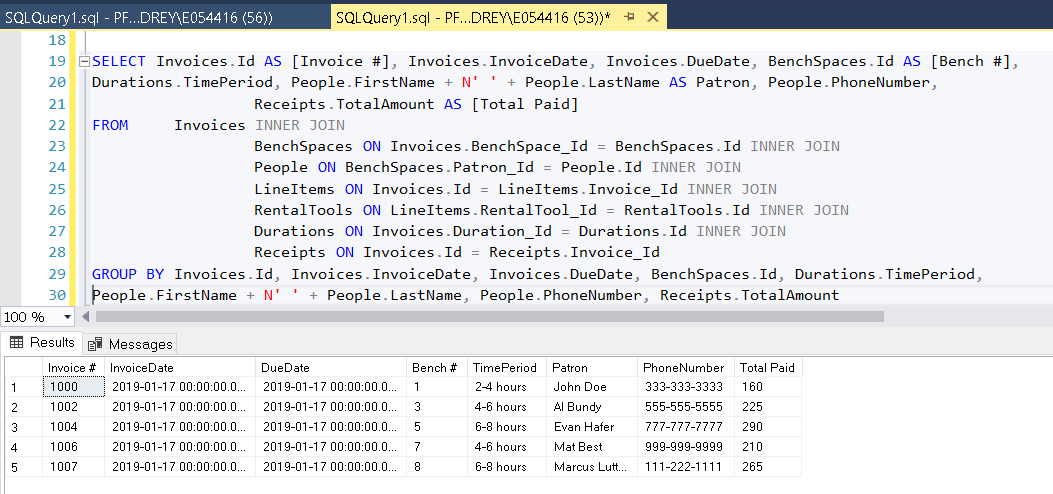 SQLQuery1.sql - PF...DREY\E054416 (56))
SQLQuery1.sql - PF...DREY\E054416 (53))*
18
19 SELECT Invoices.Id AS [Invoice #], Invoices.InvoiceDate, Invoices.DueDate, BenchSpaces.Id AS [Bench #],
20 Durations.TimePeriod, People.FirstName + N' ' + People.LastName AS Patron, People.PhoneNumber,
21 Receipts.TotalAmount AS [Total Paid]
22 FROM Invoices INNER JOIN
23 BenchSpaces ON Invoices.BenchSpace_Id = BenchSpaces.Id INNER JOIN
24 People ON BenchSpaces.Patron_Id = People.Id INNER JOIN
25 LineItems ON Invoices.Id = LineItems.Invoice_Id INNER JOIN
26 RentalTools ON LineItems.RentalTool_Id = RentalTools.Id INNER JOIN
27 Durations ON Invoices.Duration_Id = Durations.Id INNER JOIN
28 Receipts ON Invoices.Id = Receipts.Invoice_Id
29 GROUP BY Invoices.Id, Invoices.InvoiceDate, Invoices.DueDate, BenchSpaces.Id, Durations.TimePeriod,
30 People.FirstName + N' ' + People.LastName, People.PhoneNumber, Receipts.TotalAmount
100 %
Results Messages
Invoice # InvoiceDate DueDate Bench # TimePeriod Patron PhoneNumber Total Paid
1 1000 2019-01-17 00:00:00.0... 2019-01-17 00:00:00.0... 1 2-4 hours John Doe 333-333-3333 160
2 1002 2019-01-17 00:00:00.0... 2019-01-17 00:00:00.0... 3 4-6 hours Al Bundy 555-555-5555 225
3 1004 2019-01-17 00:00:00.0... 2019-01-17 00:00:00.0... 5 6-8 hours Evan Hafer 777-777-7777 290
4 1006 2019-01-17 00:00:00.0... 2019-01-17 00:00:00.0... 7 4-6 hours Mat Best 999-999-9999 210
5 1007 2019-01-17 00:00:00.0... 2019-01-17 00:00:00.0... 8 6-8 hours Marcus Lutt... 111-222-1111 265